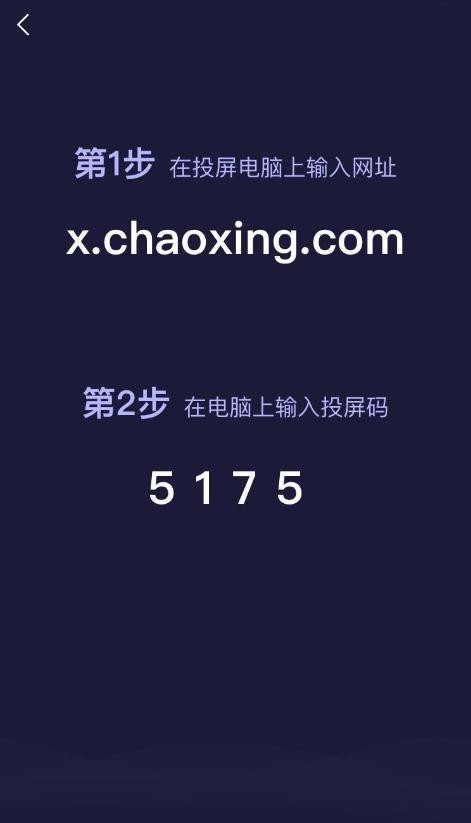 第1步 在投屏电脑上输入网址
x.chaoxing.com
第2步 在电脑上输入投屏码
5 1 7 5